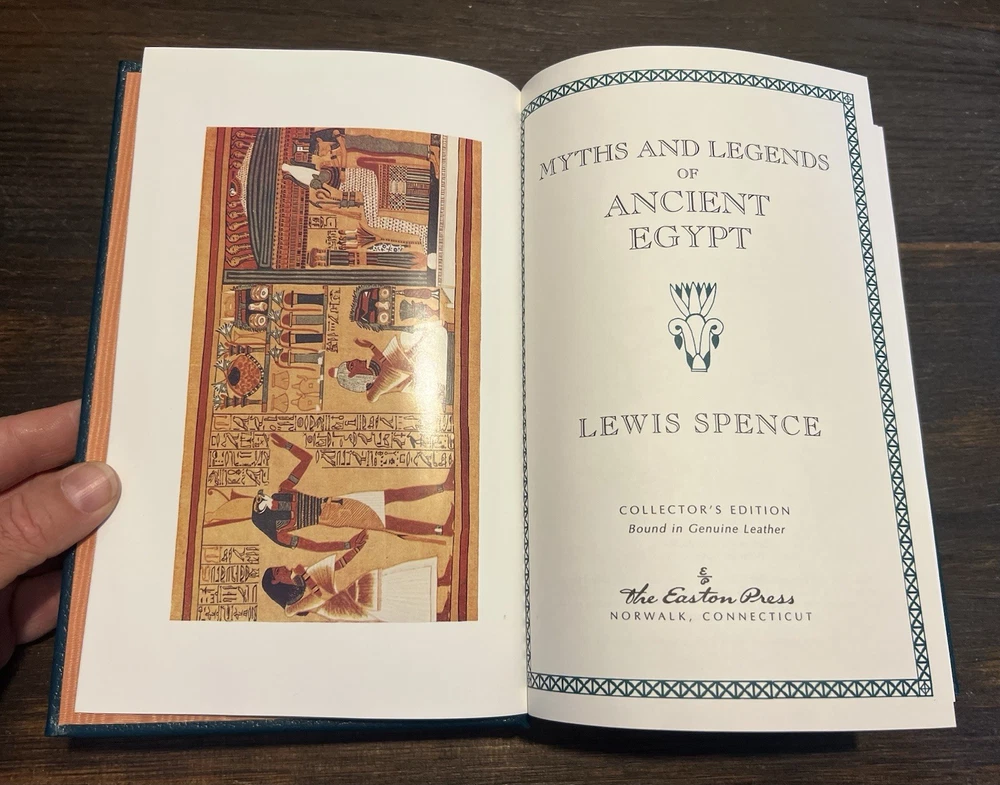 MYTHS AND LEGENDS
OF
ANCIENT
EGYPT
LEWIS SPENCE
COLLECTOR'S EDITION
Bound in Genuine Leather
E/P
the Easton Press
NORWALK, CONNECTICUT